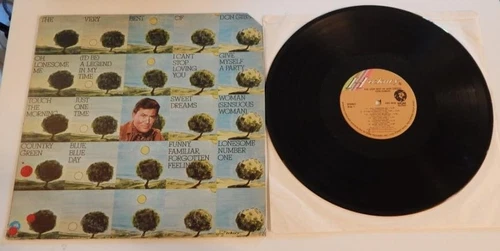 THE VERY BEST OF DON GIBSON
OH
LONESOME
ME
(I'D BE)
A LEGEND
IN MY
TIME
I CAN'T
STOP
LOVING
YOU
GIVE
MYSELF
A PARTY
TOUCH
THE
MORNING
JUST
ONE
TIME
SWEET
DREAMS
WOMAN
(SENSUOUS
WOMAN)
COUNTRY
GREEN
BLUE,
BLUE
DAY
FUNNY
FAMILIAR,
FORGOTTEN
FEELINGS
LONESOME
NUMBER
ONE
Hickory